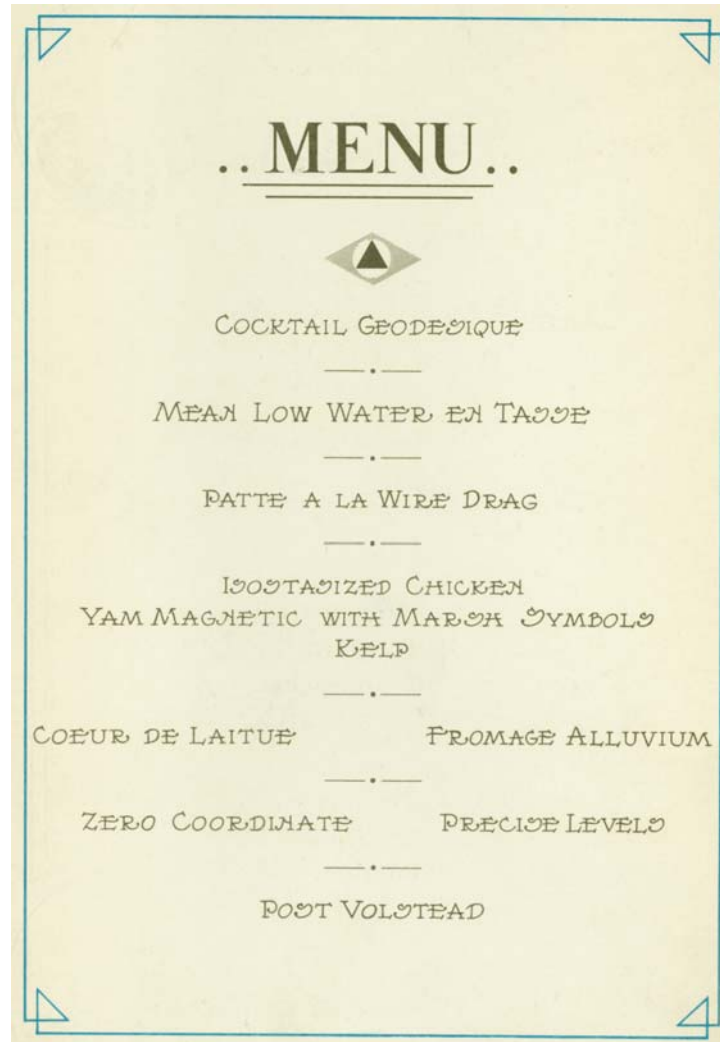 ..MENU..
COCKTAIL GEODESIQUE
MEAN LOW WATER EN TASSE
PATTE A LA WIRE DRAG
ISOSTASIZED CHICKEN
YAM MAGNETIC WITH MARSH SYMBOLS
KELP
COEUR DE LAITUE FROMAGE ALLUVIUM
ZERO COORDINATE PRECISE LEVELS
POST VOLSTEAD